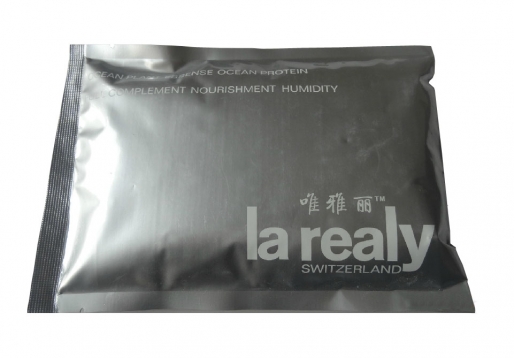 OCEAN PROTEIN
COMPLEMENT NOURISHMENT HUMIDITY
唯雅丽™
la realy
SWITZERLAND